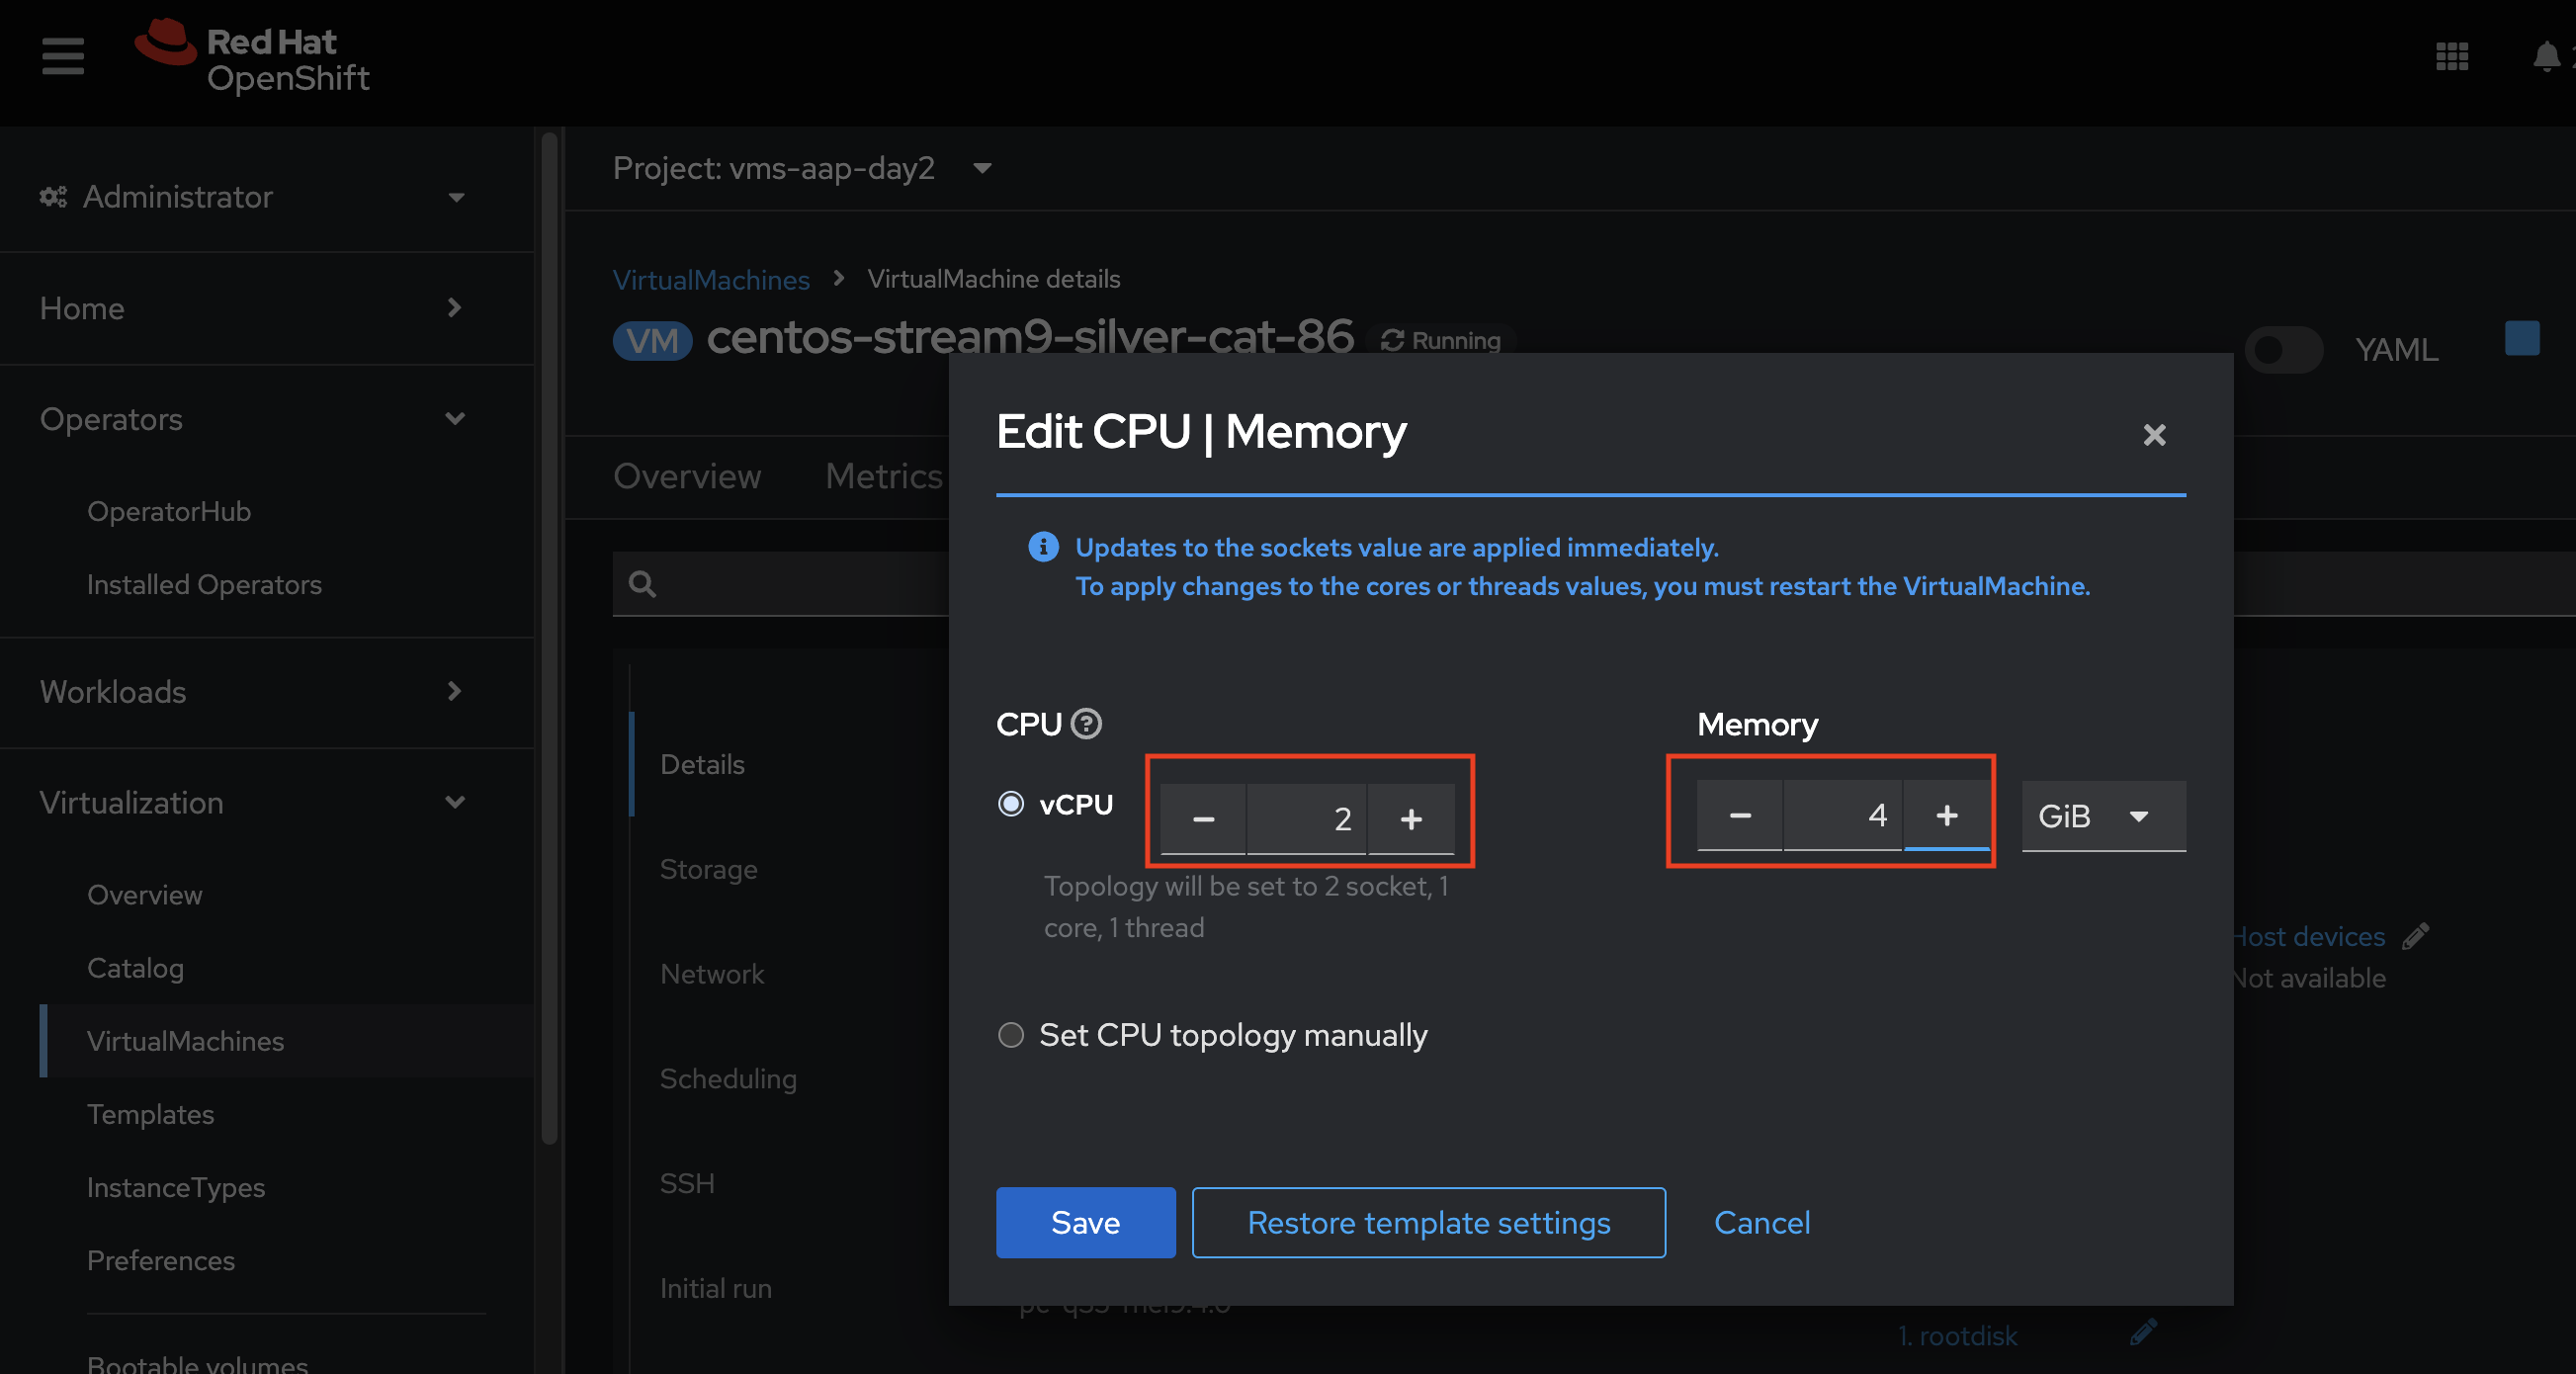 Red Hat
OpenShift
Administrator
Home
Operators
OperatorHub
Installed Operators
Workloads
Virtualization
Overview
Catalog
VirtualMachines
Templates
InstanceTypes
Preferences
Bootable volumes
Project: vms-aap-day2
VirtualMachines > VirtualMachine details
VM centos-stream9-silver-cat-86 Running
YAML
Overview Metrics
Details
Storage
Network
Scheduling
SSH
Initial run
Edit CPU | Memory
Updates to the sockets value are applied immediately.
To apply changes to the cores or threads values, you must restart the VirtualMachine.
CPU
Memory
vCPU
2
4
GiB
Topology will be set to 2 socket, 1
core, 1 thread
Set CPU topology manually
Save
Restore template settings
Cancel
Host devices
Not available
1. rootdisk